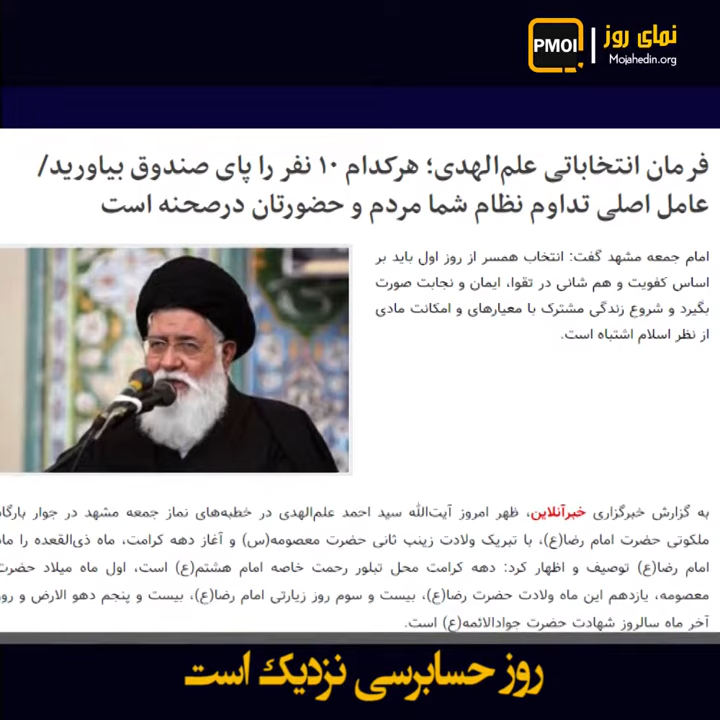 PMOI
نمای روز
Mojahedin.org
فرمان انتخاباتی علم‌الهدی؛ هرکدام ۱۰ نفر را پای صندوق بیاورید/
عامل اصلی تداوم نظام شما مردم و حضورتان درصحنه است
امام جمعه مشهد گفت: انتخاب همسر از روز اول باید بر
اساس کفویت و هم شانی در تقوا، ایمان و نجابت صورت
بگیرد و شروع زندگی مشترک با معیارهای و امکانت مادی
از نظر اسلام اشتباه است.
به گزارش خبرگزاری خبرآنلاین، ظهر امروز آیت‌الله سید احمد علم‌الهدی در خطبه‌های نماز جمعه مشهد در جوار بارگاه
ملکوتی حضرت امام رضا(ع)، با تبریک ولادت زینب ثانی حضرت معصومه(س) و آغاز دهه کرامت، ماه ذی‌القعده را ماه
امام رضا(ع) توصیف و اظهار کرد: دهه کرامت محل تبلور رحمت خاصه امام هشتم(ع) است، اول ماه میلاد حضرت
معصومه، یازدهم این ماه ولادت حضرت رضا(ع)، بیست و سوم روز زیارتی امام رضا(ع)، بیست و پنجم دهو الارض و روز
آخر ماه سالروز شهادت حضرت جوادالائمه(ع) است.
روز حسابرسی نزدیک است